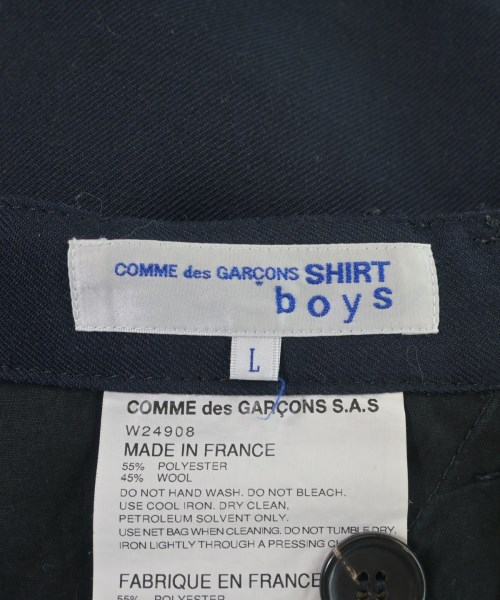 COMME des GARÇONS SHIRT
boys
L
COMME des GARÇONS S.A.S
W24908
MADE IN FRANCE
55% POLYESTER
45% WOOL
DO NOT HAND WASH. DO NOT BLEACH.
USE COOL IRON. DRY CLEAN,
PETROLEUM SOLVENT ONLY.
USE NET BAG WHEN CLEANING. DO NOT TUMBLE DRY,
IRON LIGHTLY THROUGH A PRESSING
FABRIQUE EN FRANCE
55% POLYESTER